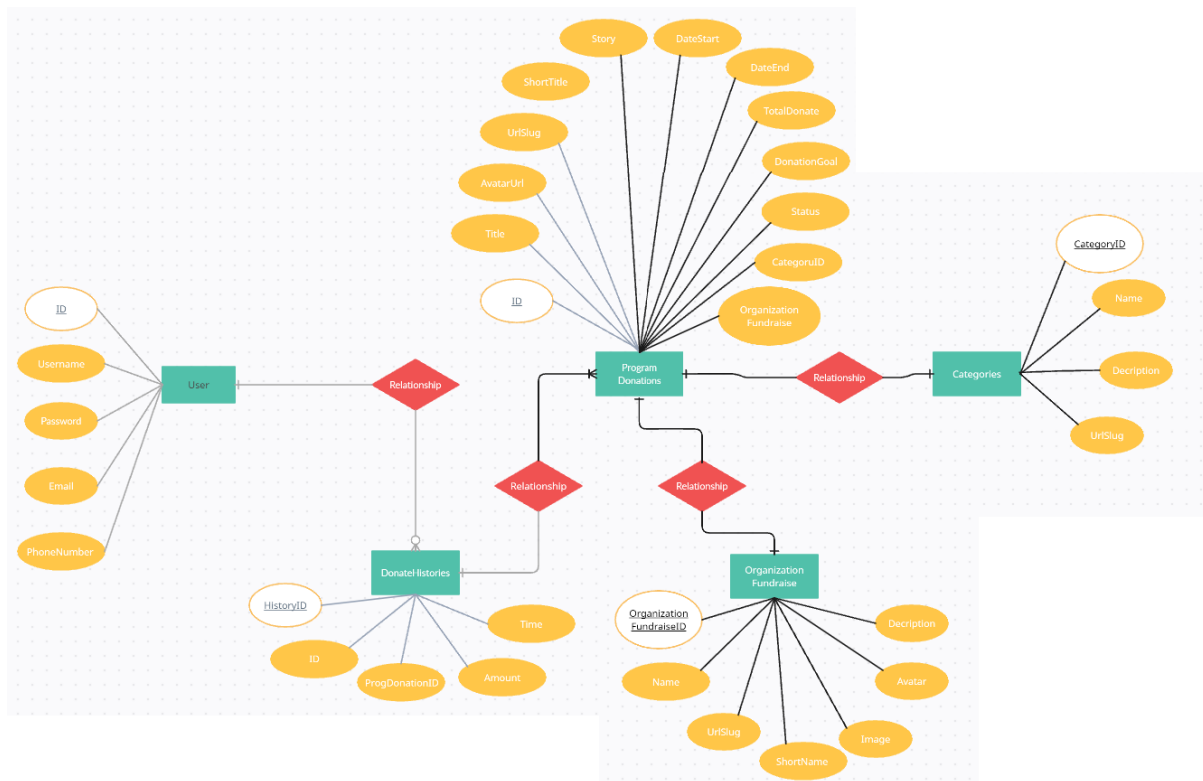 Story
DateStart
DateEnd
ShortTitle
TotalDonate
UrlSlug
DonationGoal
AvatarUrl
Status
Title
CategoruID
ID
Organization
Fundraise
CategoryID
Name
Decription
UrlSlug
ID
Username
Password
Email
PhoneNumber
User
Relationship
Program
Donations
Relationship
Categories
Relationship
Relationship
DonateHistories
HistoryID
ID
ProgDonationID
Amount
Time
Organization
Fundraise
Organization
FundraiseID
Name
UrlSlug
ShortName
Image
Avatar
Decription